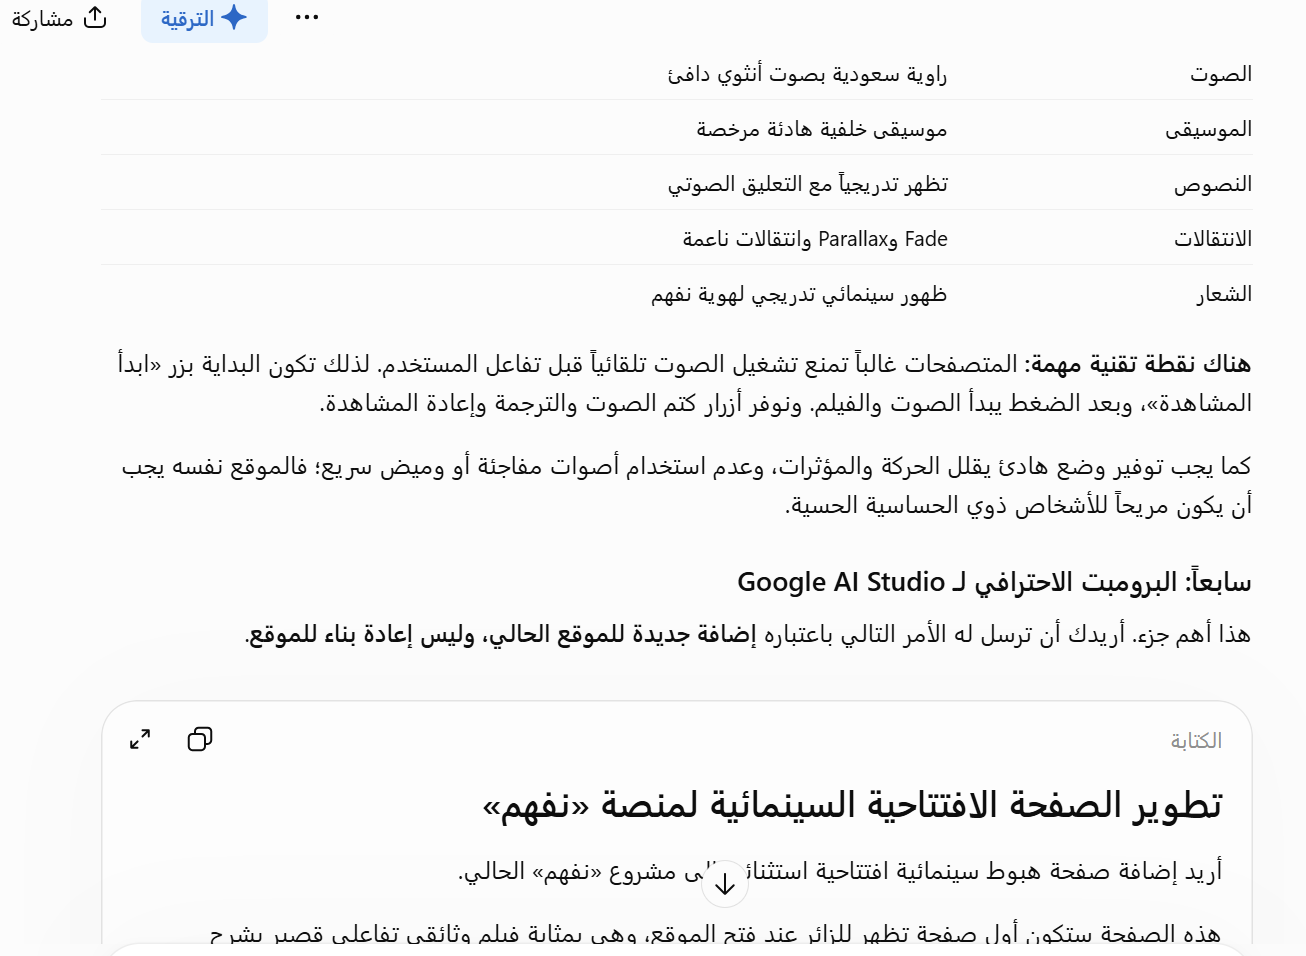 مشاركة
الترقية
الصوت راوية سعودية بصوت أنثوي دافئ
الموسيقى موسيقى خلفية هادئة مرخصة
النصوص تظهر تدريجياً مع التعليق الصوتي
الانتقالات Fade وParallax وانتقالات ناعمة
الشعار ظهور سينمائي تدريجي لهوية نفهم
هناك نقطة تقنية مهمة: المتصفحات غالباً تمنع تشغيل الصوت تلقائياً قبل تفاعل المستخدم. لذلك تكون البداية بزر «ابدأ
المشاهدة»، وبعد الضغط يبدأ الصوت والفيلم. ونوفر أزرار كتم الصوت والترجمة وإعادة المشاهدة.
كما يجب توفير وضع هادئ يقلل الحركة والمؤثرات، وعدم استخدام أصوات مفاجئة أو وميض سريع؛ فالموقع نفسه يجب
أن يكون مريحاً للأشخاص ذوي الحساسية الحسية.
سابعاً: البرومبت الاحترافي لـ Google AI Studio
هذا أهم جزء. أريدك أن ترسل له الأمر التالي باعتباره إضافة جديدة للموقع الحالي، وليس إعادة بناء للموقع.
الكتابة
تطوير الصفحة الافتتاحية السينمائية لمنصة «نفهم»
أريد إضافة صفحة هبوط سينمائية افتتاحية مشروع «نفهم» الحالي.
هذه الصفحة ستكون أول صفحة تظهر للزائر عند فتح الموقع، وهي بمثابة فيلم وثائقي تفاعلي قصير يشرح